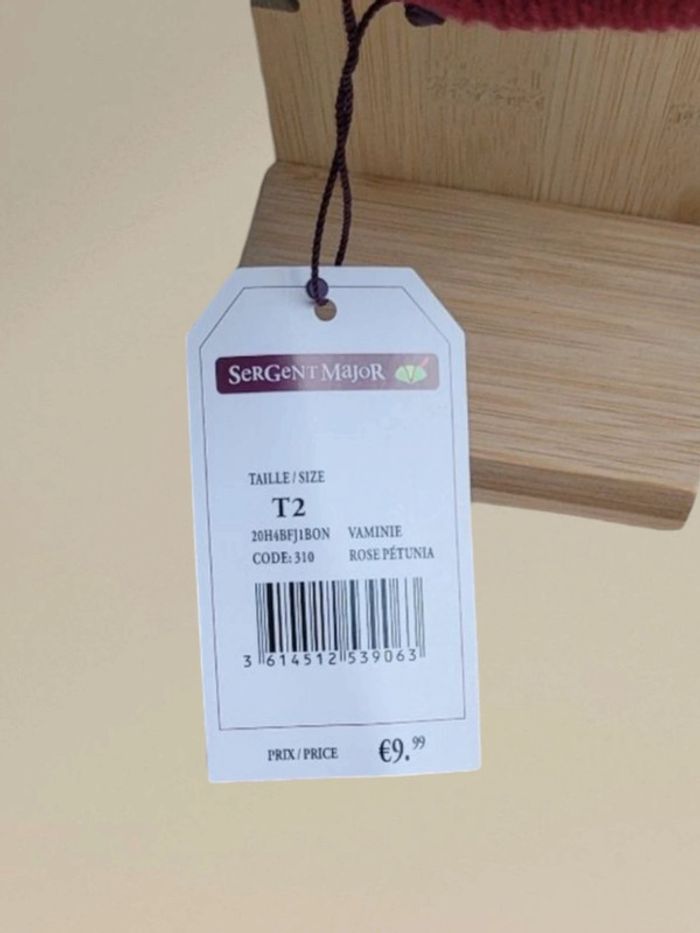 SeRGeNT MajoR
TAILLE / SIZE
T2
20H4BFJ1BON VAMINIE
CODE: 310 ROSE PÉTUNIA
3 614512 539063
PRIX / PRICE €9.99